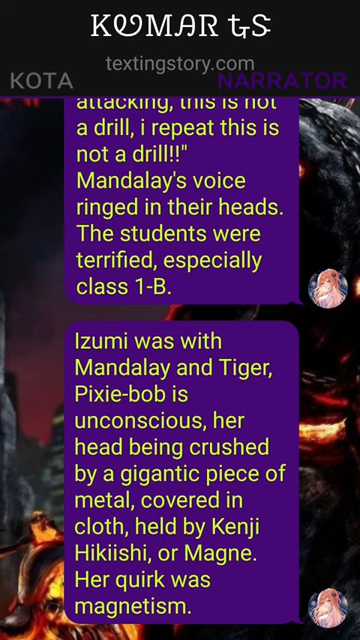 KUMAR ඪS
textingstory.com
KOTA NARRATOR
attacking, this is not
a drill, i repeat this is
not a drill!!"
Mandalay's voice
ringed in their heads.
The students were
terrified, especially
class 1-B.
Izumi was with
Mandalay and Tiger,
Pixie-bob is
unconscious, her
head being crushed
by a gigantic piece of
metal, covered in
cloth, held by Kenji
Hikiishi, or Magne.
Her quirk was
magnetism.